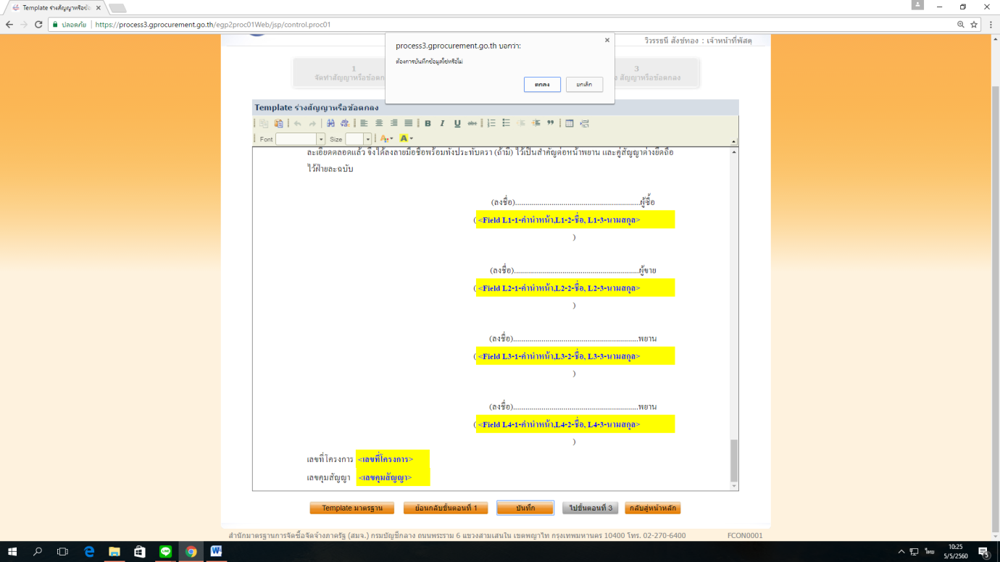 Template ร่างสัญญาหรือข้อ
ปลอดภัย | https://process3.gprocurement.go.th/egp2proc01Web/jsp/control.proc01
วิวรรธนี สังข์ทอง : เจ้าหน้าที่พัสดุ
process3.gprocurement.go.th บอกว่า:
ต้องการบันทึกข้อมูลใช่หรือไม่
ตกลง ยกเลิก
1 3
จัดทำสัญญาหรือข้อตก สัญญาหรือข้อตกลง
Template ร่างสัญญาหรือข้อตกลง
B I U abc
Font Size A A
ละเอียดตลอดแล้ว จึงได้ลงลายมือชื่อพร้อมทั้งประทับตรา (ถ้ามี) ไว้เป็นสำคัญต่อหน้าพยาน และคู่สัญญาต่างยึดถือ
ไว้ฝ่ายละฉบับ
(ลงชื่อ)..............................................................ผู้ซื้อ
( <Field L1-1-คำนำหน้า,L1-2-ชื่อ, L1-3-นามสกุล>
)
(ลงชื่อ)..............................................................ผู้ขาย
( <Field L2-1-คำนำหน้า,L2-2-ชื่อ, L2-3-นามสกุล>
)
(ลงชื่อ)..............................................................พยาน
( <Field L3-1-คำนำหน้า,L3-2-ชื่อ, L3-3-นามสกุล>
)
(ลงชื่อ)..............................................................พยาน
( <Field L4-1-คำนำหน้า,L4-2-ชื่อ, L4-3-นามสกุล>
)
เลขที่โครงการ <เลขที่โครงการ>
เลขคุมสัญญา <เลขคุมสัญญา>
Template มาตรฐาน ย้อนกลับขั้นตอนที่ 1 บันทึก ไปขั้นตอนที่ 3 กลับสู่หน้าหลัก
สำนักมาตรฐานการจัดซื้อจัดจ้างภาครัฐ (สมจ.) กรมบัญชีกลาง ถนนพระราม 6 แขวงสามเสนใน เขตพญาไท กรุงเทพมหานคร 10400 โทร. 02-270-6400 FCON0001
ไทย 10:25
5/5/2560
5